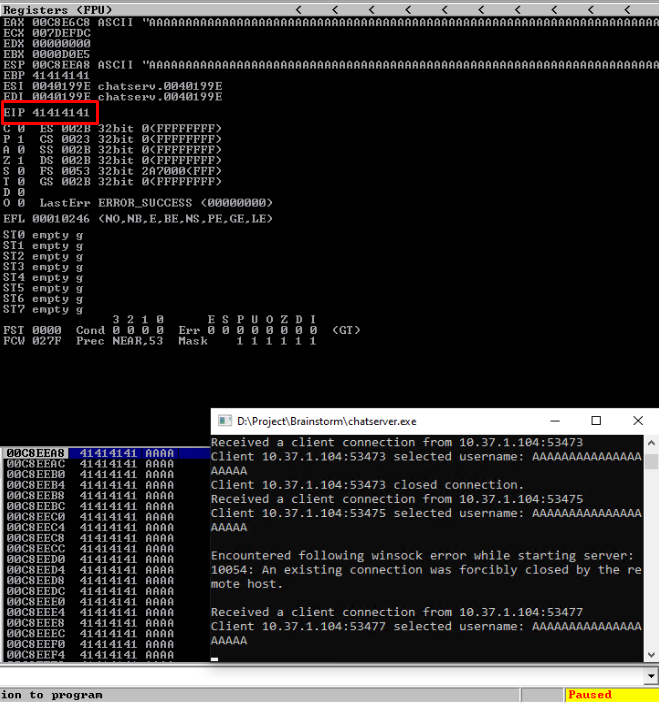 Registers (FPU) < < < < < < < < < <
EAX 00C8E6C8 ASCII "AAAAAAAAAAAAAAAAAAAAAAAAAAAAAAAAAAAAAAAAAAAAAAAAAAAAAAAAAAAAAAAAAAAA
ECX 007DEFDC
EDX 00000000
EBX 0000D0E5
ESP 00C8EEA8 ASCII "AAAAAAAAAAAAAAAAAAAAAAAAAAAAAAAAAAAAAAAAAAAAAAAAAAAAAAAAAAAAAAAAAAAA
EBP 41414141
ESI 0040199E chatserv.0040199E
EDI 0040199E chatserv.0040199E
EIP 41414141
C 0 ES 002B 32bit 0(FFFFFFFF)
P 1 CS 0023 32bit 0(FFFFFFFF)
A 0 SS 002B 32bit 0(FFFFFFFF)
Z 1 DS 002B 32bit 0(FFFFFFFF)
S 0 FS 0053 32bit 2A7000(FFF)
T 0 GS 002B 32bit 0(FFFFFFFF)
D 0
O 0 LastErr ERROR_SUCCESS (00000000)
EFL 00010246 (NO,NB,E,BE,NS,PE,GE,LE)
ST0 empty g
ST1 empty g
ST2 empty g
ST3 empty g
ST4 empty g
ST5 empty g
ST6 empty g
ST7 empty g
3 2 1 0 E S P U O Z D I
FST 0000 Cond 0 0 0 0 Err 0 0 0 0 0 0 0 0 (GT)
FCW 027F Prec NEAR,53 Mask 1 1 1 1 1 1
D:\Project\Brainstorm\chatserver.exe
Received a client connection from 10.37.1.104:53473
Client 10.37.1.104:53473 selected username: AAAAAAAAAAAAAAA
AAAAA
Client 10.37.1.104:53473 closed connection.
Received a client connection from 10.37.1.104:53475
Client 10.37.1.104:53475 selected username: AAAAAAAAAAAAAAA
AAAAA
Encountered following winsock error while starting server:
10054: An existing connection was forcibly closed by the re
mote host.
Received a client connection from 10.37.1.104:53477
Client 10.37.1.104:53477 selected username: AAAAAAAAAAAAAAA
AAAAA
00C8EEA8 41414141 AAAA
00C8EEAC 41414141 AAAA
00C8EEB0 41414141 AAAA
00C8EEB4 41414141 AAAA
00C8EEB8 41414141 AAAA
00C8EEBC 41414141 AAAA
00C8EEC0 41414141 AAAA
00C8EEC4 41414141 AAAA
00C8EEC8 41414141 AAAA
00C8EECC 41414141 AAAA
00C8EED0 41414141 AAAA
00C8EED4 41414141 AAAA
00C8EED8 41414141 AAAA
00C8EEDC 41414141 AAAA
00C8EEE0 41414141 AAAA
00C8EEE4 41414141 AAAA
00C8EEE8 41414141 AAAA
00C8EEEC 41414141 AAAA
00C8EEF0 41414141 AAAA
00C8EEF4 41414141 AAAA
ion to program
Paused